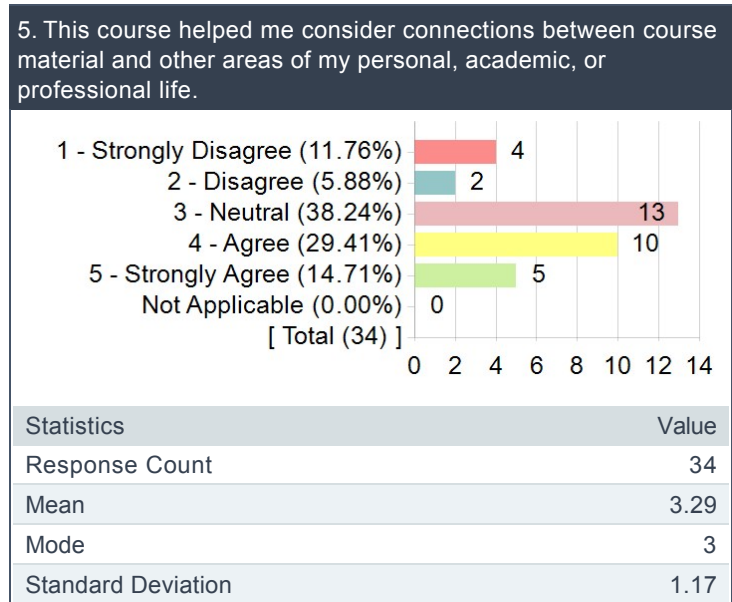 5. This course helped me consider connections between course
material and other areas of my personal, academic, or
professional life.
1 - Strongly Disagree (11.76%) 4
2 - Disagree (5.88%) 2
3 - Neutral (38.24%) 13
4 - Agree (29.41%) 10
5 - Strongly Agree (14.71%) 5
Not Applicable (0.00%) 0
[ Total (34) ]
0 2 4 6 8 10 12 14
Statistics Value
Response Count 34
Mean 3.29
Mode 3
Standard Deviation 1.17